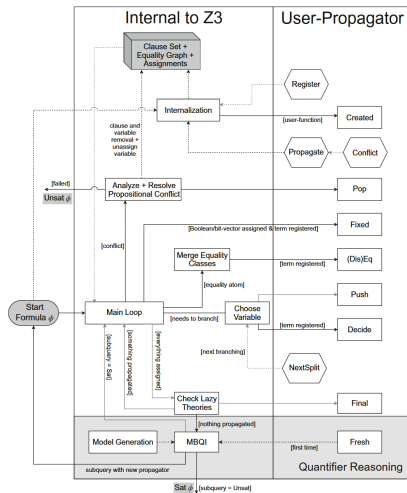 Internal to Z3
User-Propagator
Clause Set +
Equality Graph +
Assignments
Register
Internalization
[user-function]
Created
clause and
variable
removal +
unassign
variable
Propagate
Conflict
[failed]
Unsat ϕ
Analyze + Resolve
Propositional Conflict
Pop
[Boolean/bit-vector assigned & term registered]
Fixed
[conflict]
Merge Equality
Classes
[term registered]
(Dis)Eq
[equality atom]
Push
Start
Formula ϕ
Main Loop
[needs to branch]
Choose
Variable
[term registered]
Decide
[subquery = Sat]
[something propagated]
[everything assigned]
[next branching]
NextSplit
Check Lazy
Theories
Final
[nothing propagated]
Model Generation
MBQI
[first time]
Fresh
subquery with new propagator
Quantifier Reasoning
Sat ϕ
[subquery = Unsat]